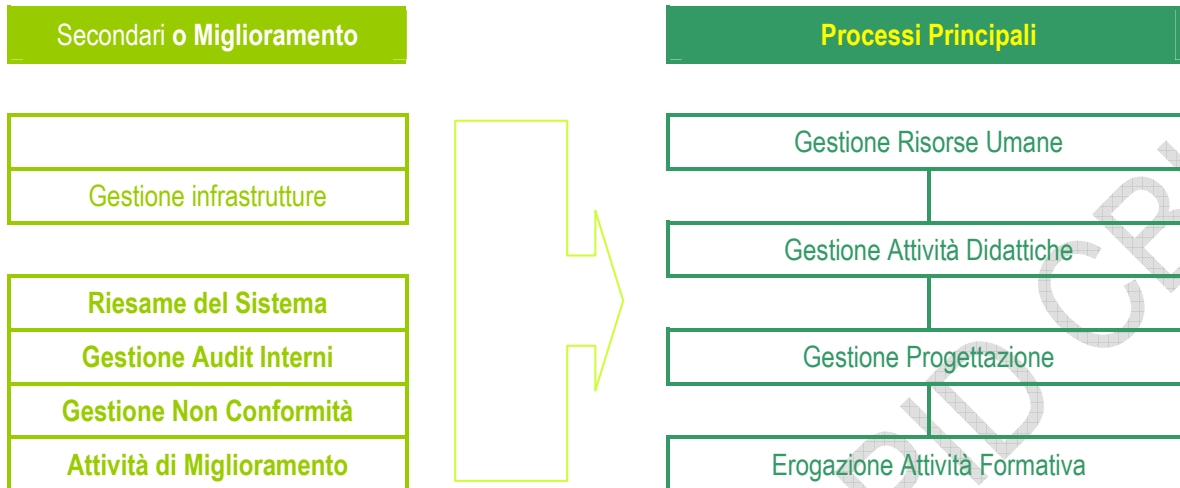 Secondari o Miglioramento
Gestione infrastrutture
Riesame del Sistema
Gestione Audit Interni
Gestione Non Conformità
Attività di Miglioramento
Processi Principali
Gestione Risorse Umane
Gestione Attività Didattiche
Gestione Progettazione
Erogazione Attività Formativa